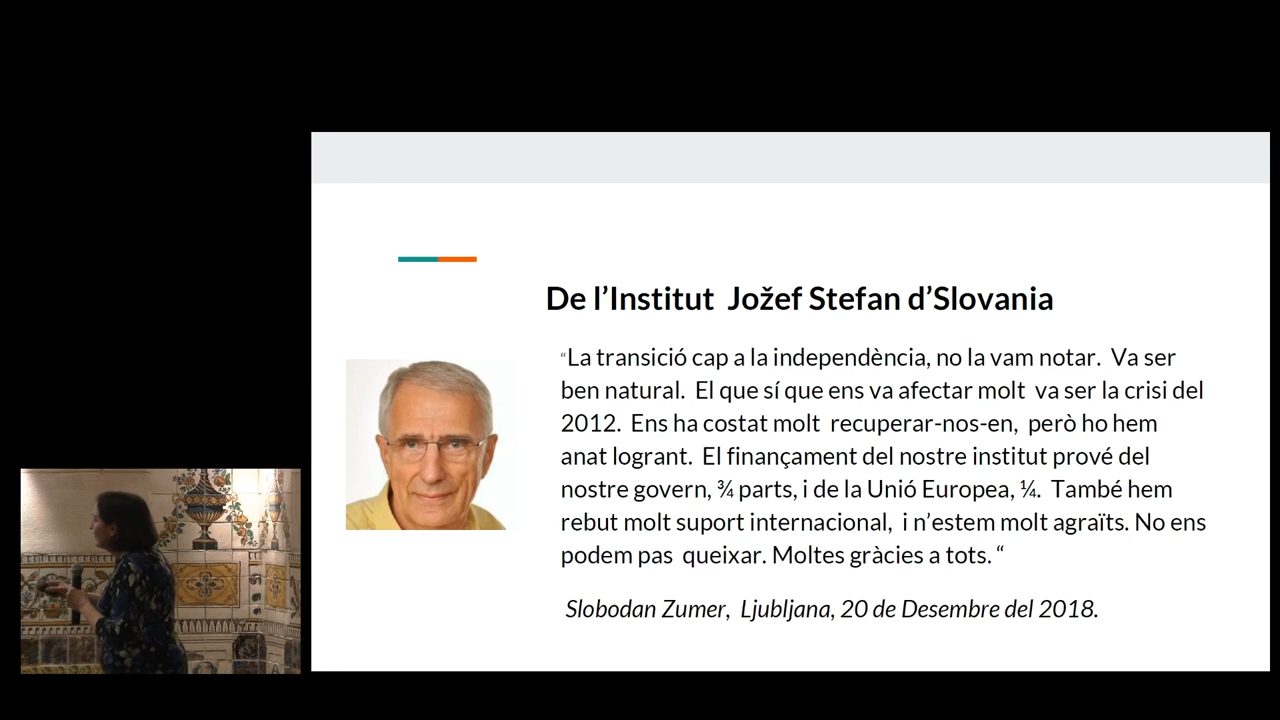 De l’Institut  Jožef Stefan d’Slovania
“La transició cap a la independència, no la vam notar.  Va ser
ben natural.  El que sí que ens va afectar molt  va ser la crisi del
2012.  Ens ha costat molt  recuperar-nos-en,  però ho hem
anat logrant.  El finançament del nostre institut prové del
nostre govern, ¾ parts, i de la Unió Europea, ¼.  També hem
rebut molt suport internacional,  i n’estem molt agraïts. No ens
podem pas  queixar. Moltes gràcies a tots. “
Slobodan Zumer,  Ljubljana, 20 de Desembre del 2018.